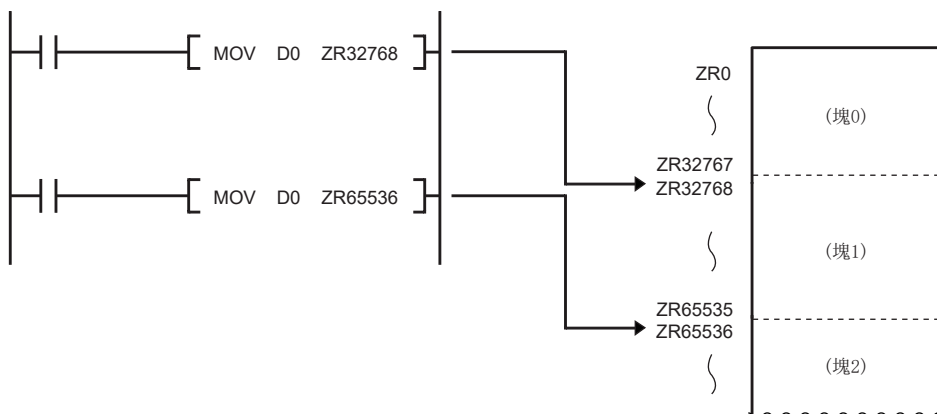 MOV D0 ZR32768
MOV D0 ZR65536
ZR0
(塊0)
ZR32767
ZR32768
(塊1)
ZR65535
ZR65536
(塊2)